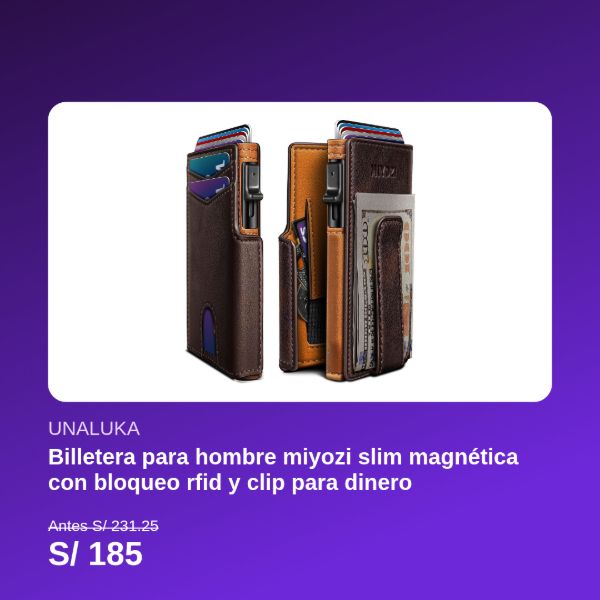 UNALUKA
Billetera para hombre miyozi slim magnética
con bloqueo rfid y clip para dinero
Antes S/ 231.25
S/ 185